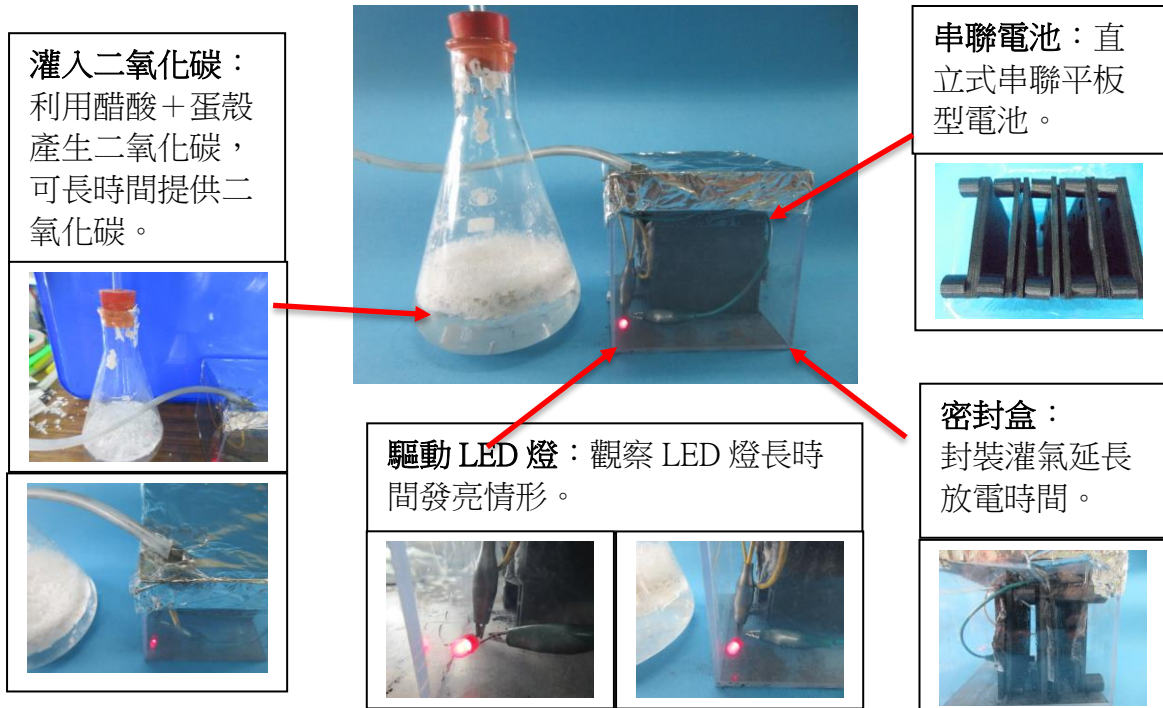 灌入二氧化碳：
利用醋酸＋蛋殼
產生二氧化碳，
可長時間提供二
氧化碳。
串聯電池：直
立式串聯平板
型電池。
驅動 LED 燈：觀察 LED 燈長時
間發亮情形。
密封盒：
封裝灌氣延長
放電時間。